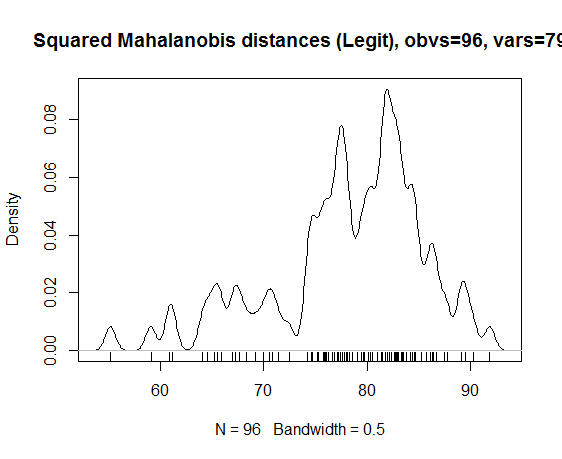 Squared Mahalanobis distances (Legit), obvs=96, vars=79
Density
0.08
0.06
0.04
0.02
0.00
60 70 80 90
N = 96 Bandwidth = 0.5